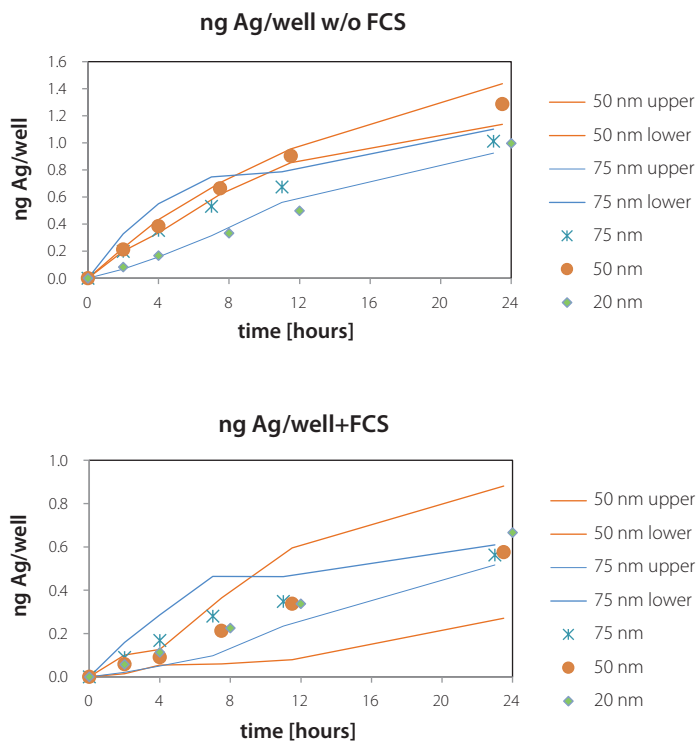 ng Ag/well w/o FCS
ng Ag/well
1.6
1.4
1.2
1.0
0.8
0.6
0.4
0.2
0.0
0 4 8 12 16 20 24
time [hours]
50 nm upper
50 nm lower
75 nm upper
75 nm lower
75 nm
50 nm
20 nm
ng Ag/well+FCS
ng Ag/well
1.0
0.8
0.6
0.4
0.2
0.0
0 4 8 12 16 20 24
time [hours]
50 nm upper
50 nm lower
75 nm upper
75 nm lower
75 nm
50 nm
20 nm